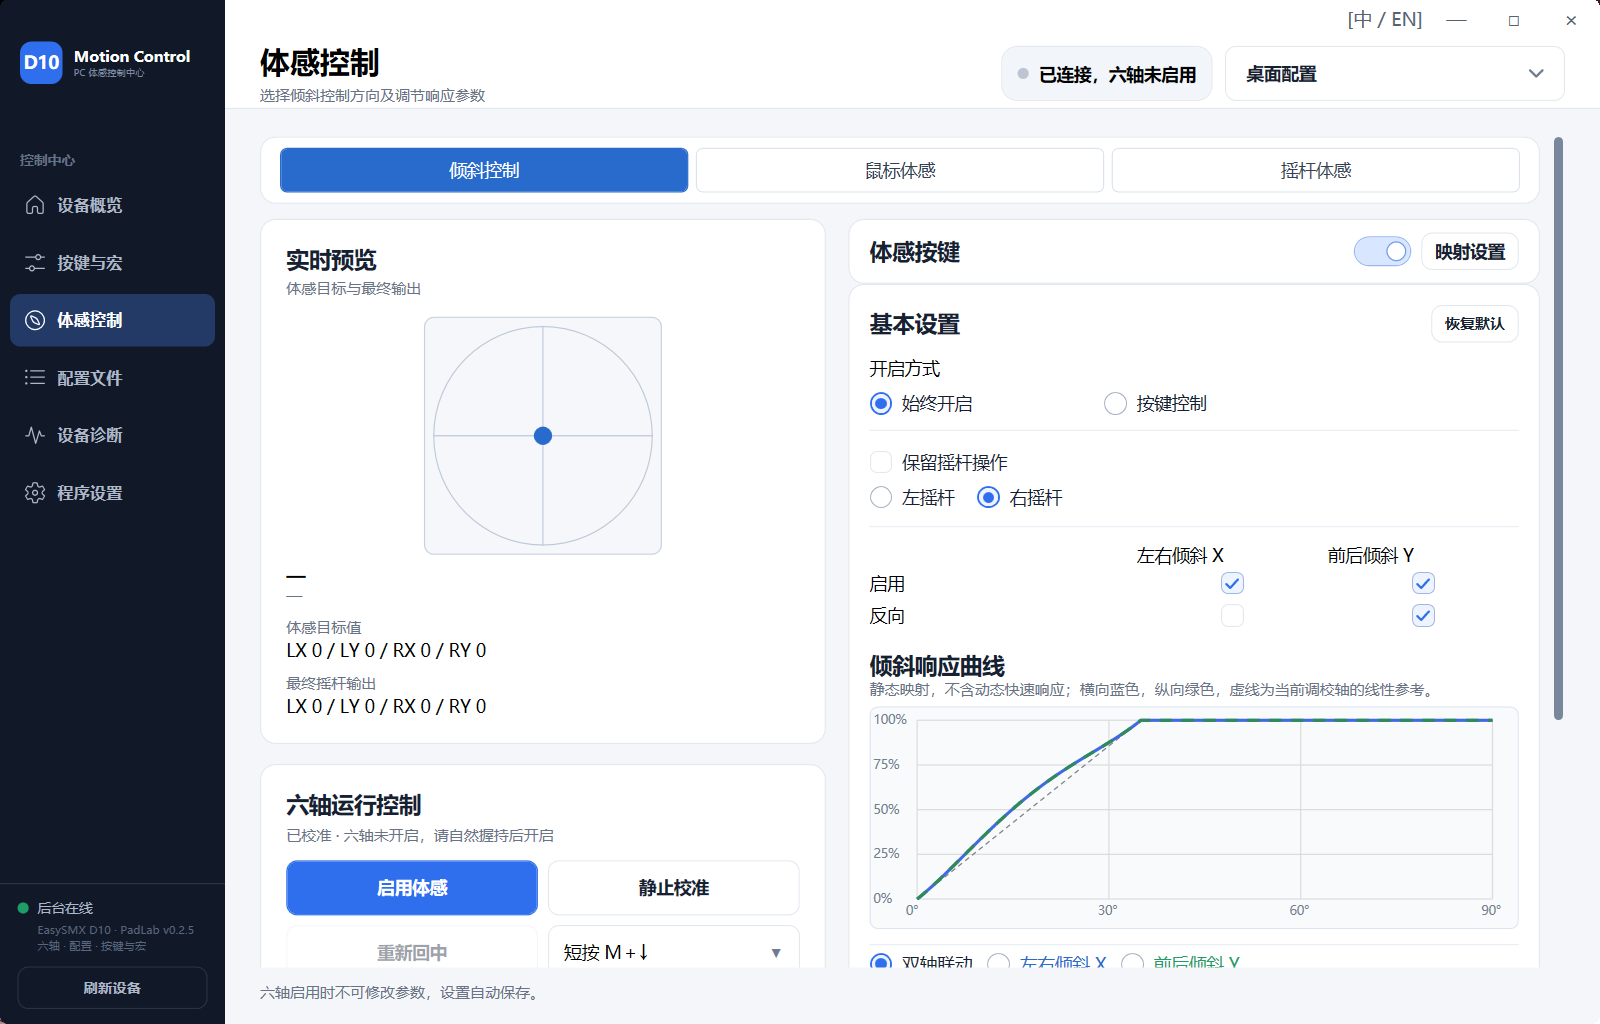 [中 / EN]
D10
Motion Control
PC 体感控制中心
控制中心
设备概览
按键与宏
体感控制
配置文件
设备诊断
程序设置
后台在线
EasySMX D10 · PadLab v0.2.5
六轴 · 配置 · 按键与宏
刷新设备
体感控制
选择倾斜控制方向及调节响应参数
已连接，六轴未启用
桌面配置
倾斜控制
鼠标体感
摇杆体感
实时预览
体感目标与最终输出
—
—
体感目标值
LX 0 / LY 0 / RX 0 / RY 0
最终摇杆输出
LX 0 / LY 0 / RX 0 / RY 0
六轴运行控制
已校准 · 六轴未开启，请自然握持后开启
启用体感
静止校准
重新回中
短按 M + ↓
体感按键
映射设置
基本设置
恢复默认
开启方式
始终开启
按键控制
保留摇杆操作
左摇杆
右摇杆
左右倾斜 X
前后倾斜 Y
启用
反向
倾斜响应曲线
静态映射，不含动态快速响应；横向蓝色，纵向绿色，虚线为当前调校轴的线性参考。
100%
75%
50%
25%
0%
0°
30°
60°
90°
双轴联动
左右倾斜 X
前后倾斜 Y
六轴启用时不可修改参数，设置自动保存。